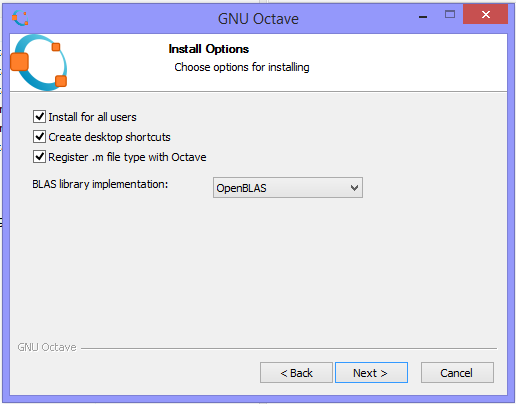 GNU Octave
Install Options
Choose options for installing
Install for all users
Create desktop shortcuts
Register .m file type with Octave
BLAS library implementation: OpenBLAS
GNU Octave
< Back Next > Cancel